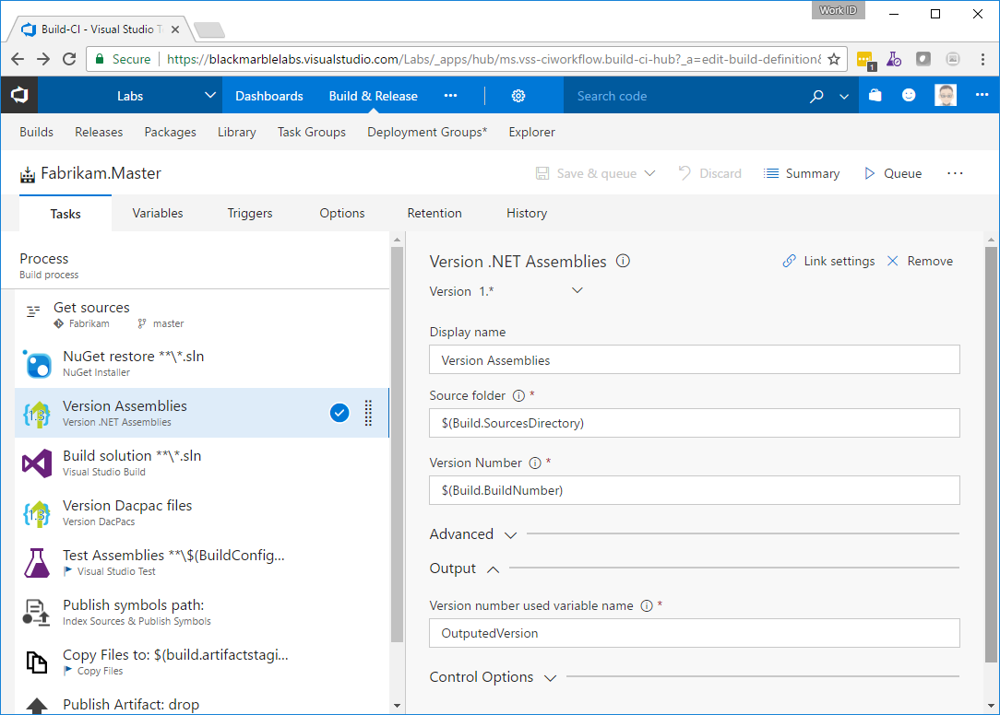 Work ID
Build-CI - Visual Studio T
Secure https://blackmarblelabs.visualstudio.com/Labs/_apps/hub/ms.vss-ciworkflow.build-ci-hub?_a=edit-build-definition&
1
Labs Dashboards Build & Release ••• Search code •••
Builds Releases Packages Library Task Groups Deployment Groups* Explorer
Fabrikam.Master Save & queue Discard Summary Queue ...
Tasks Variables Triggers Options Retention History
Process
Build process
Get sources
Fabrikam master
NuGet restore **\*.sln
NuGet Installer
1.3
Version Assemblies
Version .NET Assemblies
Build solution **\*.sln
Visual Studio Build
1.3
Version Dacpac files
Version DacPacs
Test Assemblies **\$(BuildConfig...
Visual Studio Test
Publish symbols path:
Index Sources & Publish Symbols
Copy Files to: $(build.artifactstagi...
Copy Files
Publish Artifact: drop
Version .NET Assemblies Link settings Remove
Version 1.*
Display name
Version Assemblies
Source folder *
$(Build.SourcesDirectory)
Version Number *
$(Build.BuildNumber)
Advanced
Output
Version number used variable name *
OutputedVersion
Control Options